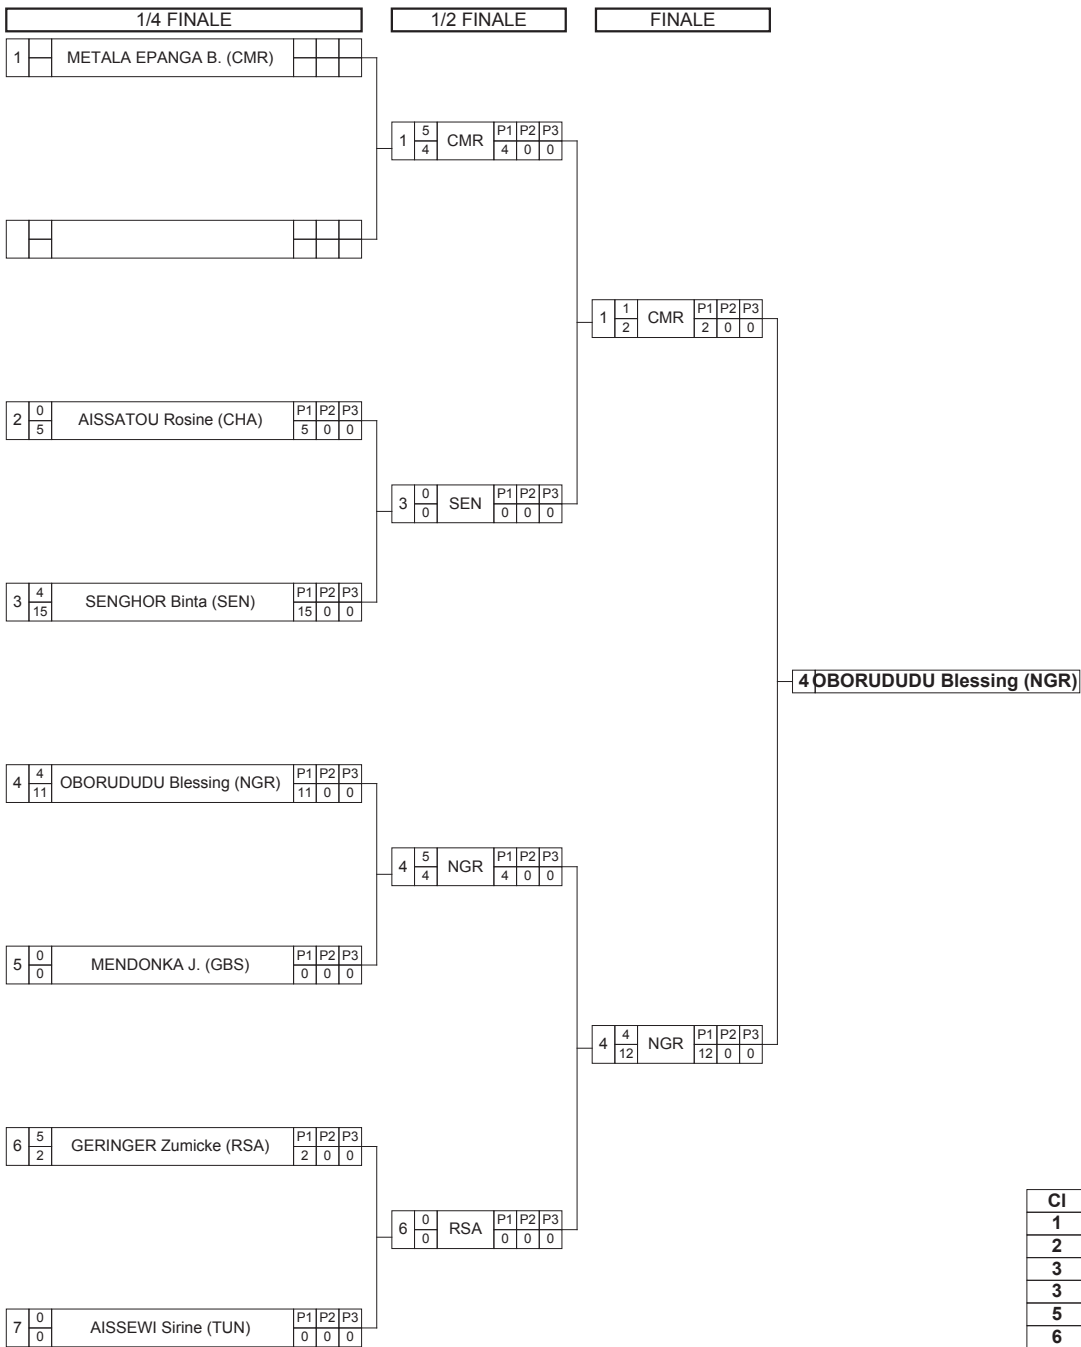 1/4 FINALE 1/2 FINALE FINALE
1 METALA EPANGA B. (CMR)
5 P1 P2 P3
1 CMR
4 4 0 0
1 P1 P2 P3
1 CMR
2 2 0 0
0 P1 P2 P3
2 AISSATOU Rosine (CHA)
5 5 0 0
0 P1 P2 P3
3 SEN
0 0 0 0
4 P1 P2 P3
3 SENGHOR Binta (SEN)
15 15 0 0
4 OBORUDUDU Blessing (NGR)
4 P1 P2 P3
4 OBORUDUDU Blessing (NGR)
11 11 0 0
5 P1 P2 P3
4 NGR
4 4 0 0
0 P1 P2 P3
5 MENDONKA J. (GBS)
0 0 0 0
4 P1 P2 P3
4 NGR
12 12 0 0
5 P1 P2 P3
6 GERINGER Zumicke (RSA)
2 2 0 0
0 P1 P2 P3
6 RSA
0 0 0 0
0 P1 P2 P3
7 AISSEWI Sirine (TUN)
0 0 0 0
Cl
1
2
3
3
5
6